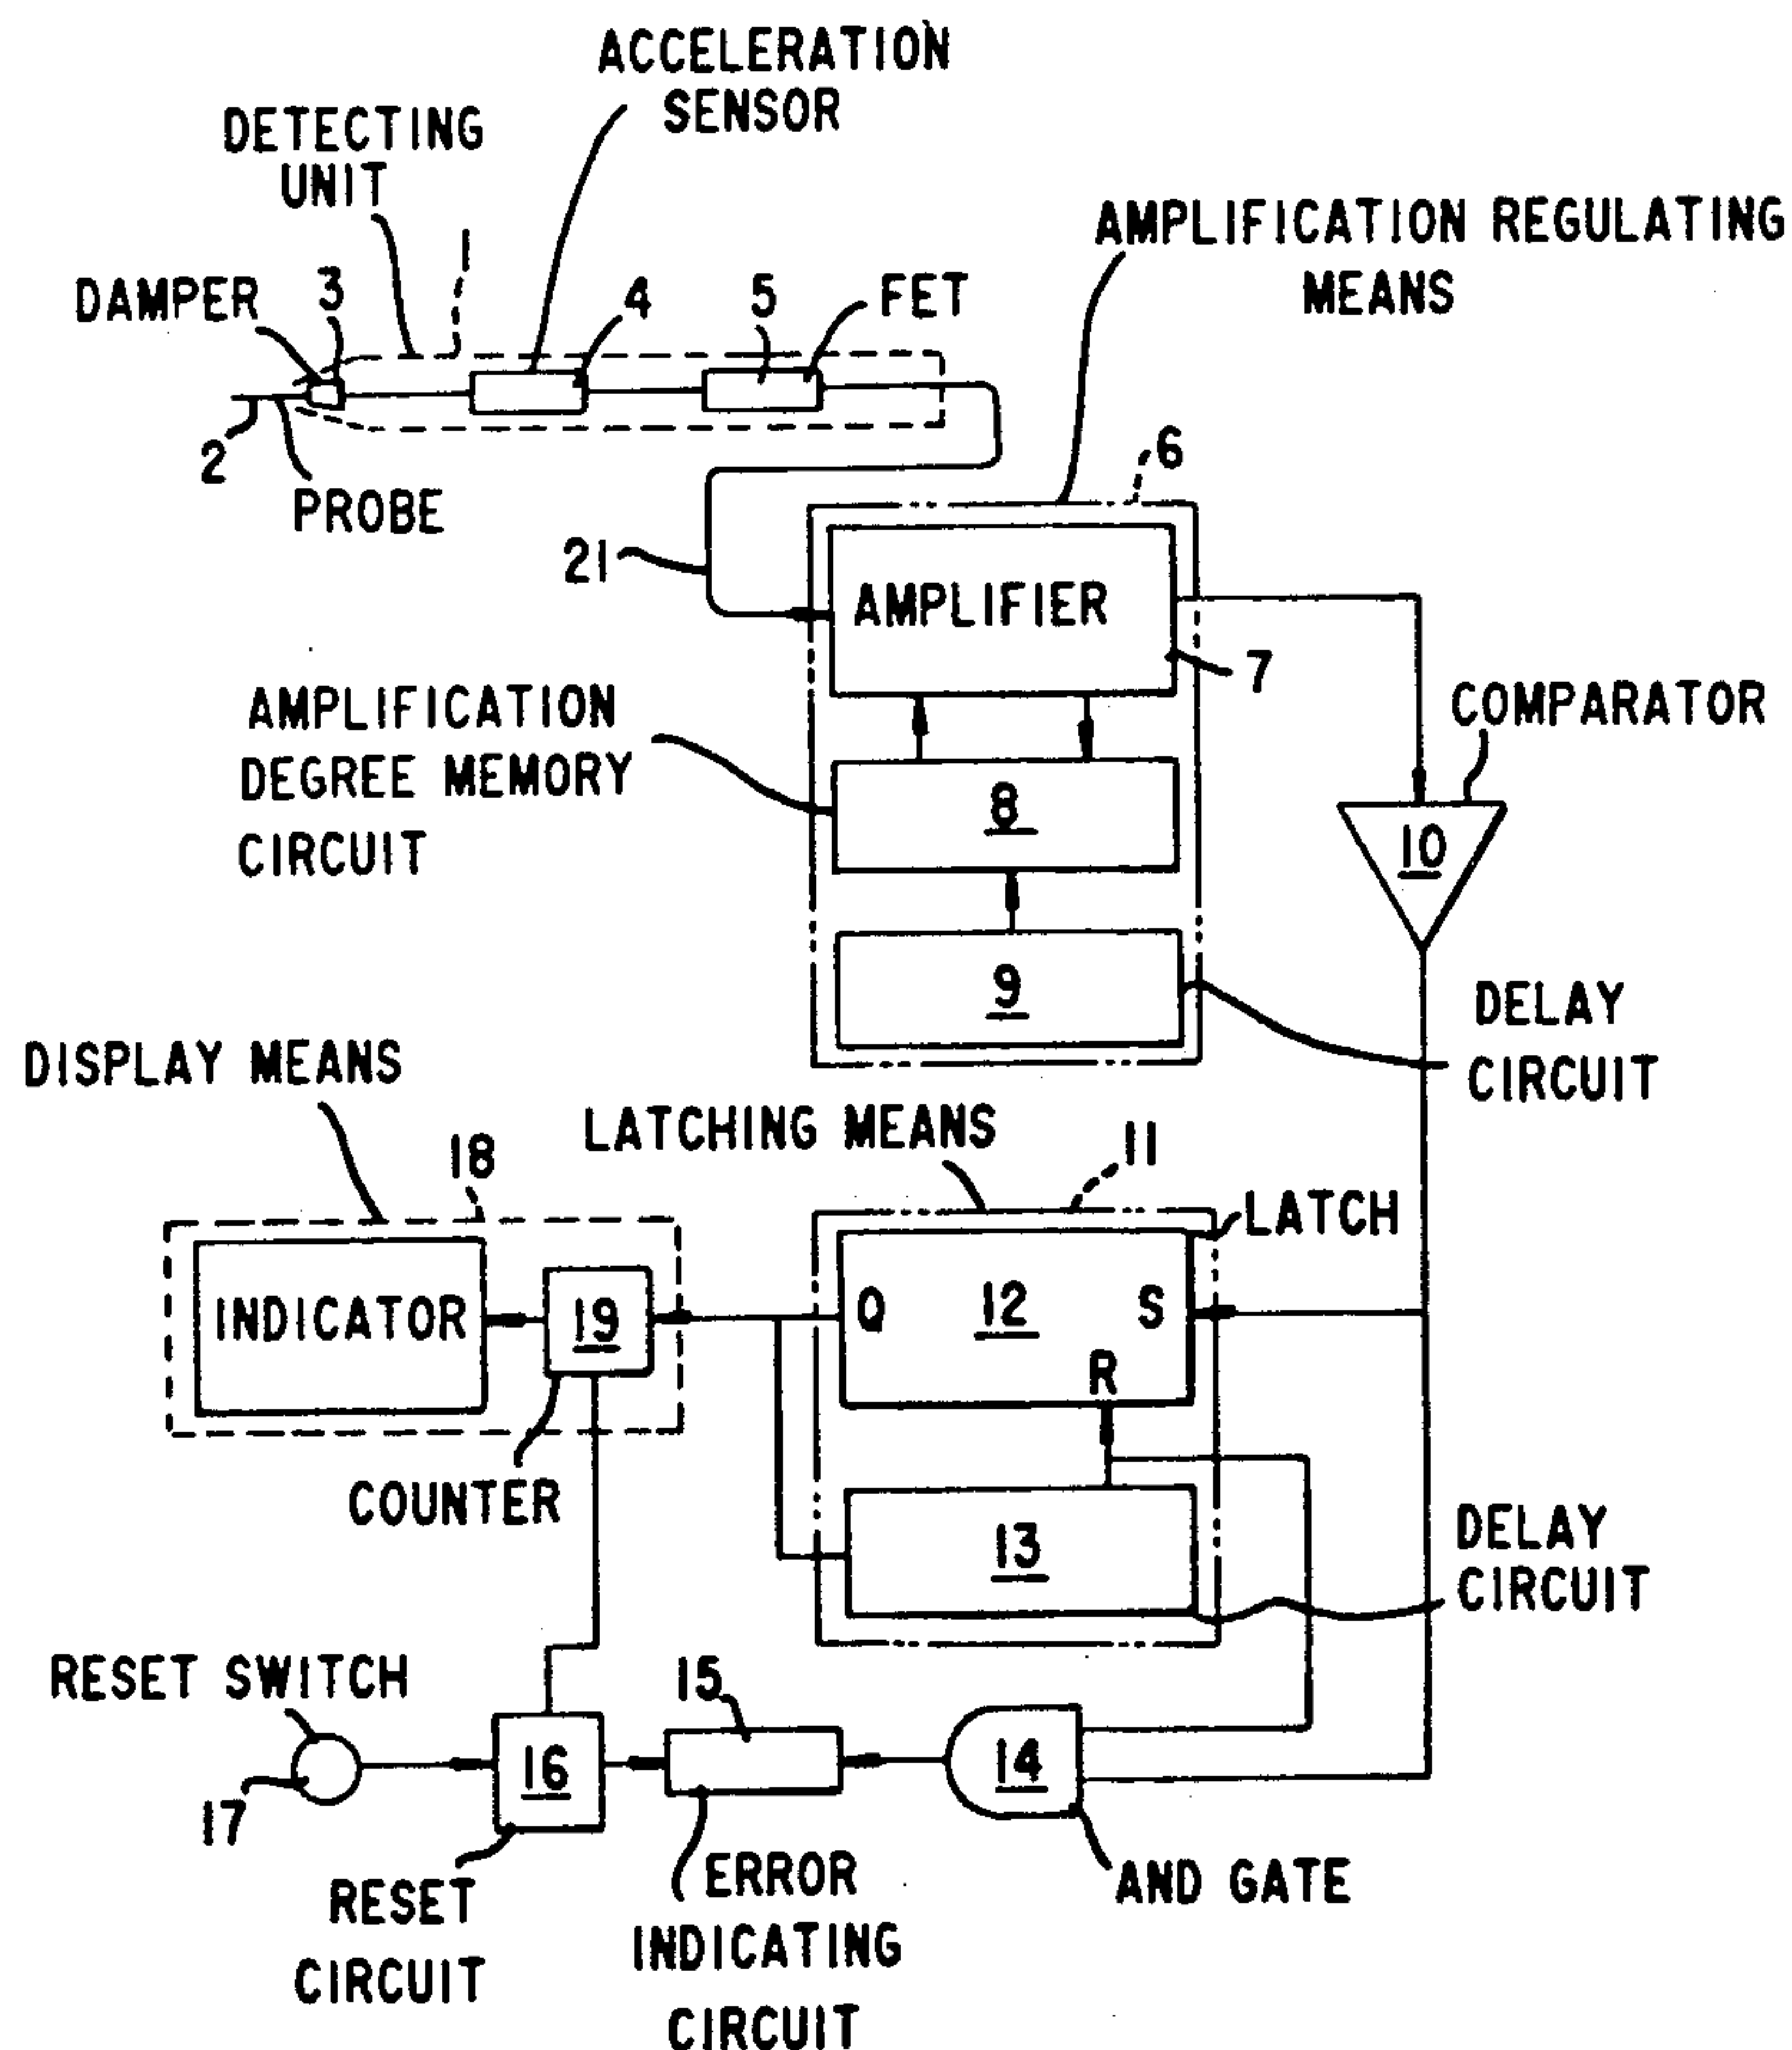 ACCELERATION
SENSOR
DETECTING
UNIT
1
AMPLIFICATION REGULATING
MEANS
DAMPER
3
4
5
FET
2
PROBE
6
21
AMPLIFIER
7
AMPLIFICATION
DEGREE MEMORY
CIRCUIT
8
COMPARATOR
10
9
DELAY
CIRCUIT
DISPLAY MEANS
18
LATCHING MEANS
11
LATCH
INDICATOR
19
Q
12
S
R
COUNTER
13
DELAY
CIRCUIT
RESET SWITCH
15
16
14
17
RESET
CIRCUIT
ERROR
INDICATING
CIRCUIT
AND GATE